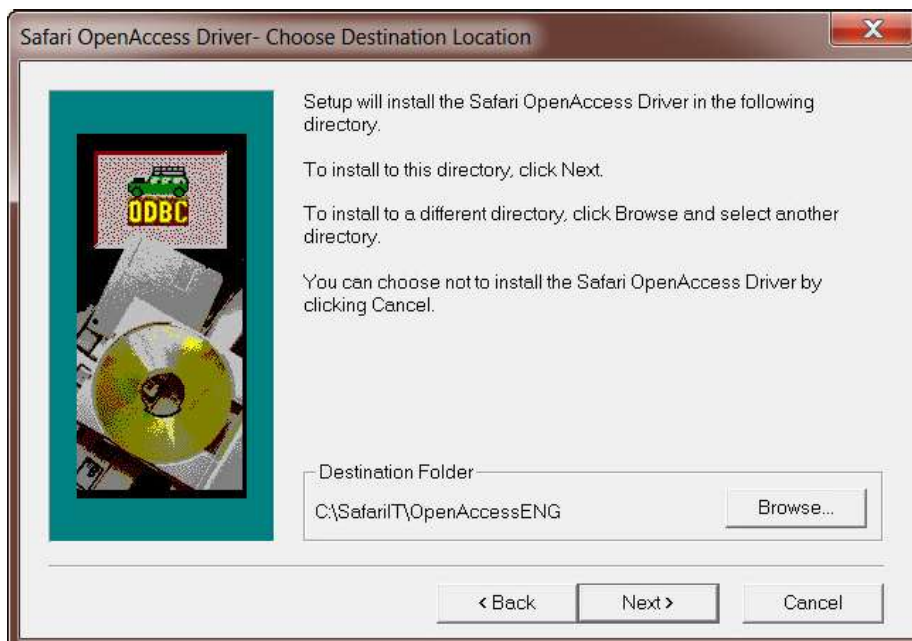 Safari OpenAccess Driver- Choose Destination Location
X
ODBC
Setup will install the Safari OpenAccess Driver in the following
directory.
To install to this directory, click Next.
To install to a different directory, click Browse and select another
directory.
You can choose not to install the Safari OpenAccess Driver by
clicking Cancel.
Destination Folder
C:\SafariIT\OpenAccessENG
Browse...
< Back
Next >
Cancel